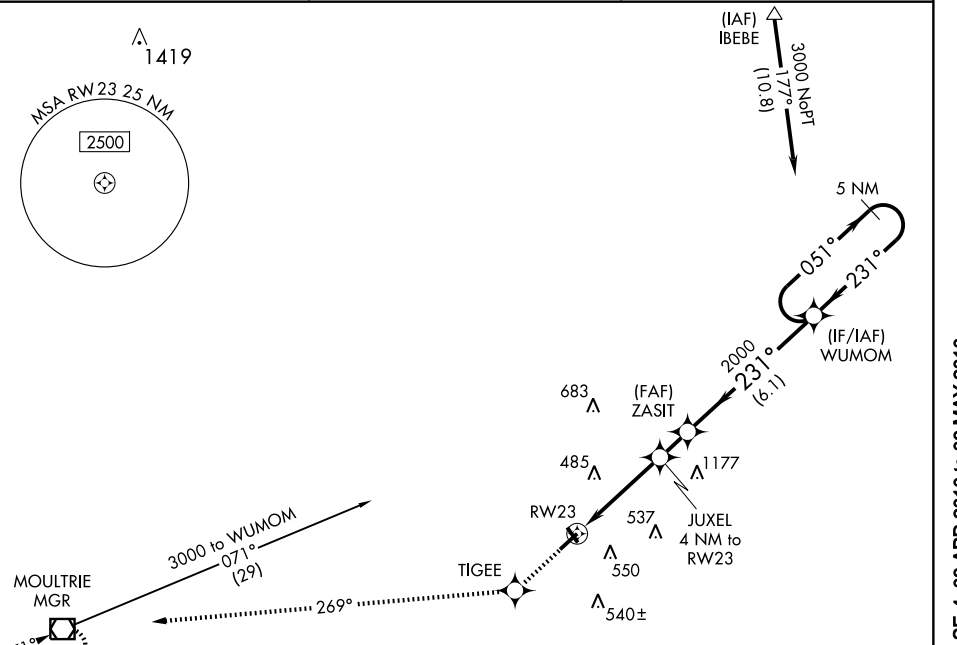 1419
MSA RW23 25 NM
2500
(IAF)
IBEBE
3000 NoPT
177°
(10.8)
5 NM
051°
231°
(IF/IAF)
WUMOM
2000
231°
(6.1)
(FAF)
ZASIT
683
485
1177
RW23
537
JUXEL
4 NM to
RW23
550
540±
TIGEE
3000 to WUMOM
071°
(29)
MOULTRIE
MGR
269°